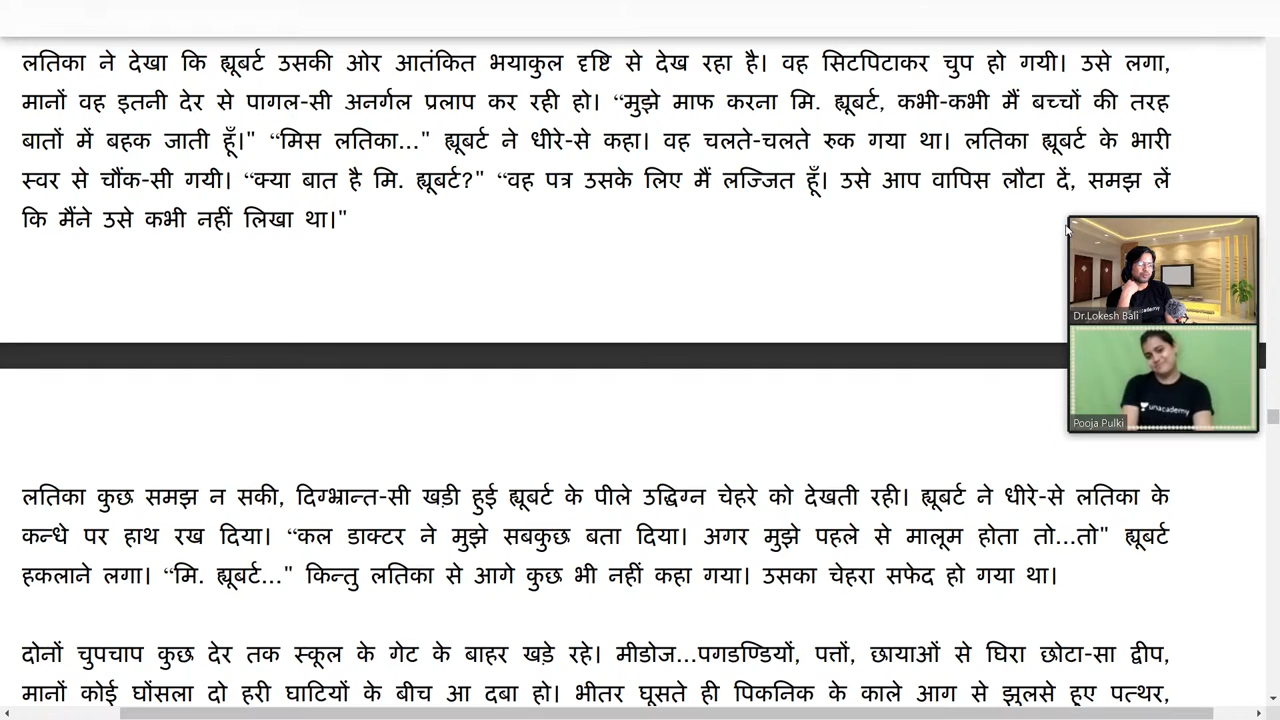 लतिका ने देखा कि ह्यूबर्ट उसकी ओर आतंकित भयाकुल दृष्टि से देख रहा है। वह सिटपिटाकर चुप हो गयी। उसे लगा,
मानों वह इतनी देर से पागल-सी अनर्गल प्रलाप कर रही हो। “मुझे माफ करना मि. ह्यूबर्ट, कभी-कभी मैं बच्चों की तरह
बातों में बहक जाती हूँ।" “मिस लतिका..." ह्यूबर्ट ने धीरे-से कहा। वह चलते-चलते रुक गया था। लतिका ह्यूबर्ट के भारी
स्वर से चौंक-सी गयी। “क्या बात है मि. ह्यूबर्ट?" “वह पत्र उसके लिए मैं लज्जित हूँ। उसे आप वापिस लौटा दें, समझ लें
कि मैंने उसे कभी नहीं लिखा था।"
Dr.Lokesh Bali
unacademy
Pooja Pulki
लतिका कुछ समझ न सकी, दिग्भ्रान्त-सी खड़ी हुई ह्यूबर्ट के पीले उद्धिग्न चेहरे को देखती रही। ह्यूबर्ट ने धीरे-से लतिका के
कन्धे पर हाथ रख दिया। “कल डाक्टर ने मुझे सबकुछ बता दिया। अगर मुझे पहले से मालूम होता तो...तो" ह्यूबर्ट
हकलाने लगा। “मि. ह्यूबर्ट..." किन्तु लतिका से आगे कुछ भी नहीं कहा गया। उसका चेहरा सफेद हो गया था।
दोनों चुपचाप कुछ देर तक स्कूल के गेट के बाहर खड़े रहे। मीडोज...पगडण्डियों, पत्तों, छायाओं से घिरा छोटा-सा द्वीप,
मानों कोई घोंसला दो हरी घाटियों के बीच आ दबा हो। भीतर घूसते ही पिकनिक के काले आग से झुलसे हुए पत्थर,